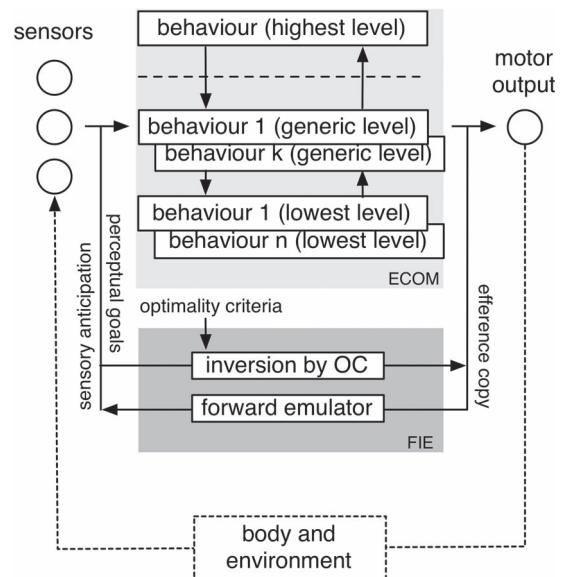 sensors
behaviour (highest level)
motor
output
behaviour 1 (generic level)
behaviour k (generic level)
behaviour 1 (lowest level)
behaviour n (lowest level)
ECOM
sensory anticipation
perceptual goals
optimality criteria
efference copy
inversion by OC
forward emulator
FIE
body and
environment